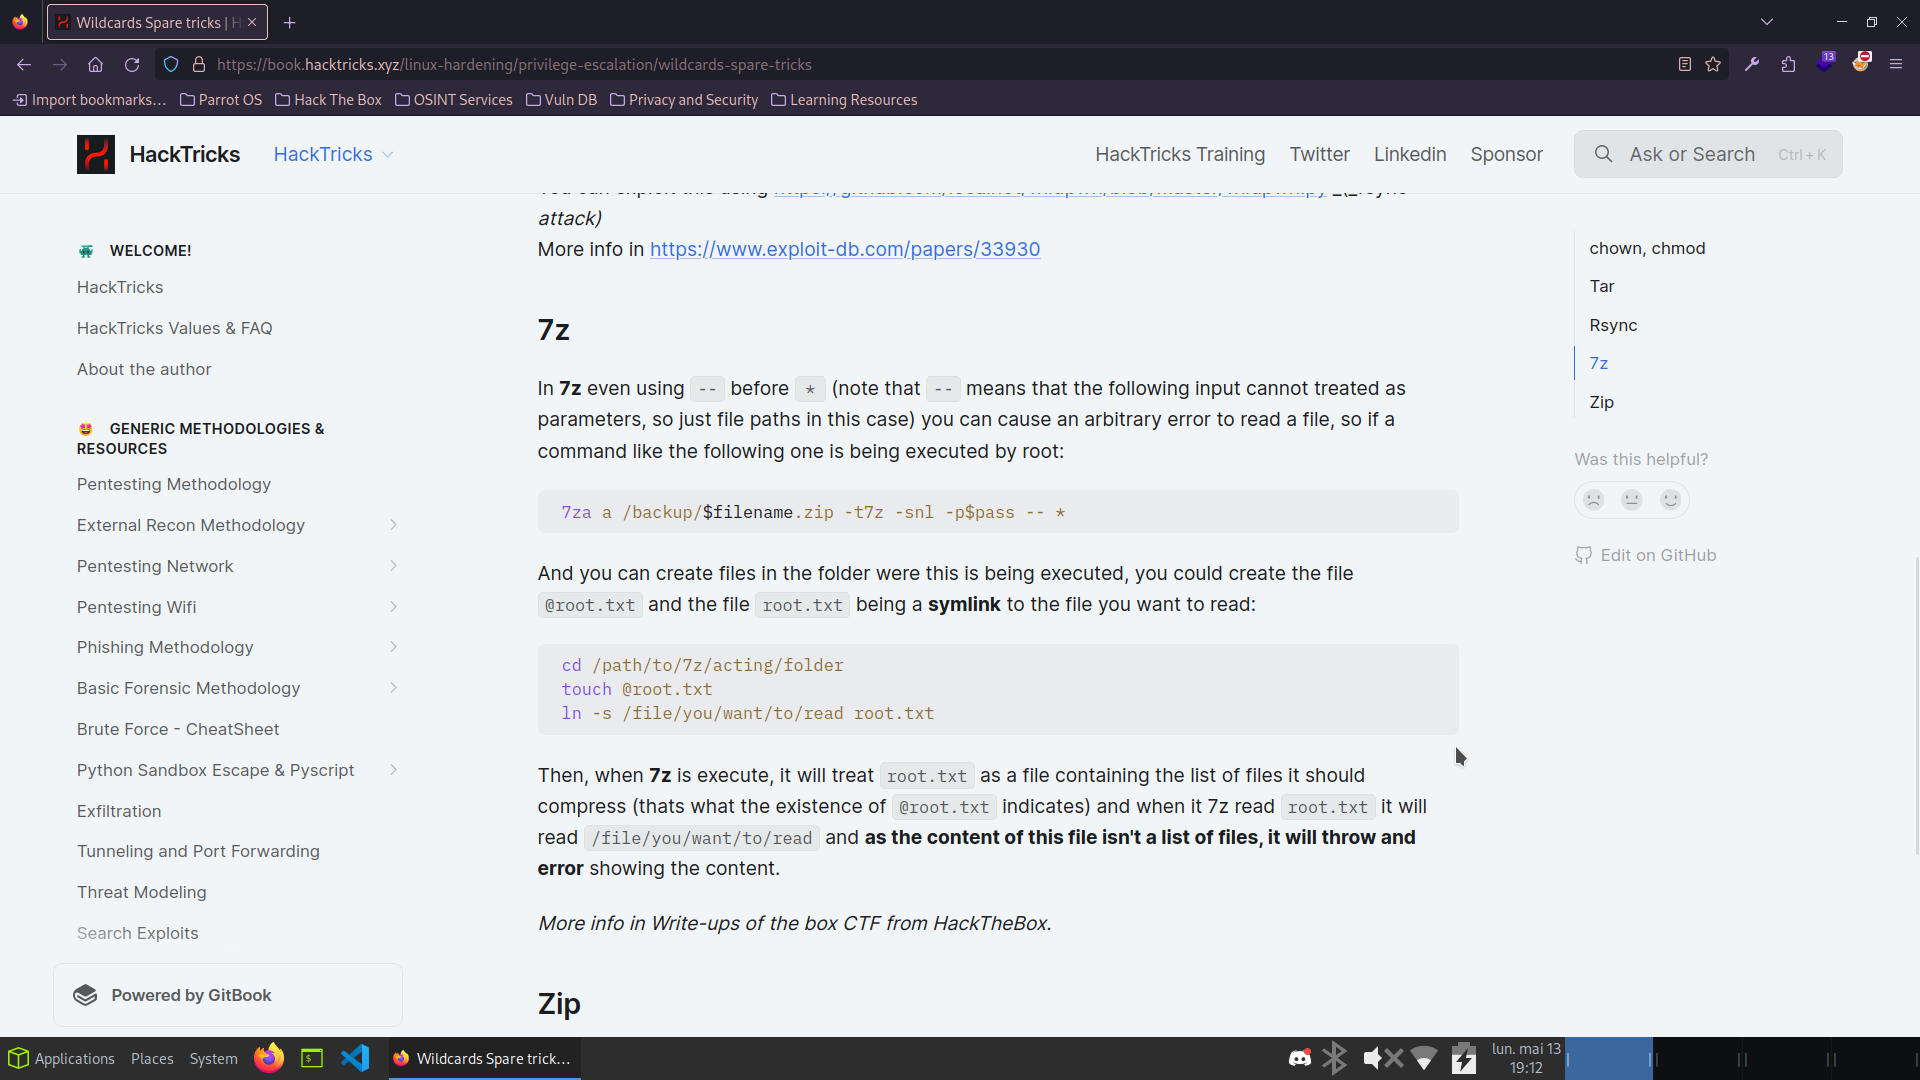 Wildcards Spare tricks | H
https://book.hacktricks.xyz/linux-hardening/privilege-escalation/wildcards-spare-tricks
13
Import bookmarks… Parrot OS Hack The Box OSINT Services Vuln DB Privacy and Security Learning Resources
HackTricks HackTricks HackTricks Training Twitter Linkedin Sponsor Ask or Search Ctrl + K
WELCOME!
HackTricks
HackTricks Values & FAQ
About the author
GENERIC METHODOLOGIES &
RESOURCES
Pentesting Methodology
External Recon Methodology
Pentesting Network
Pentesting Wifi
Phishing Methodology
Basic Forensic Methodology
Brute Force - CheatSheet
Python Sandbox Escape & Pyscript
Exfiltration
Tunneling and Port Forwarding
Threat Modeling
Search Exploits
Powered by GitBook
attack)
More info in https://www.exploit-db.com/papers/33930
7z
In 7z even using -- before * (note that -- means that the following input cannot treated as
parameters, so just file paths in this case) you can cause an arbitrary error to read a file, so if a
command like the following one is being executed by root:
7za a /backup/$filename.zip -t7z -snl -p$pass -- *
And you can create files in the folder were this is being executed, you could create the file
@root.txt and the file root.txt being a symlink to the file you want to read:
cd /path/to/7z/acting/folder
touch @root.txt
ln -s /file/you/want/to/read root.txt
Then, when 7z is execute, it will treat root.txt as a file containing the list of files it should
compress (thats what the existence of @root.txt indicates) and when it 7z read root.txt it will
read /file/you/want/to/read and as the content of this file isn't a list of files, it will throw and
error showing the content.
More info in Write-ups of the box CTF from HackTheBox.
Zip
chown, chmod
Tar
Rsync
7z
Zip
Was this helpful?
Edit on GitHub
Applications Places System Wildcards Spare trick… lun. mai 13
19:12